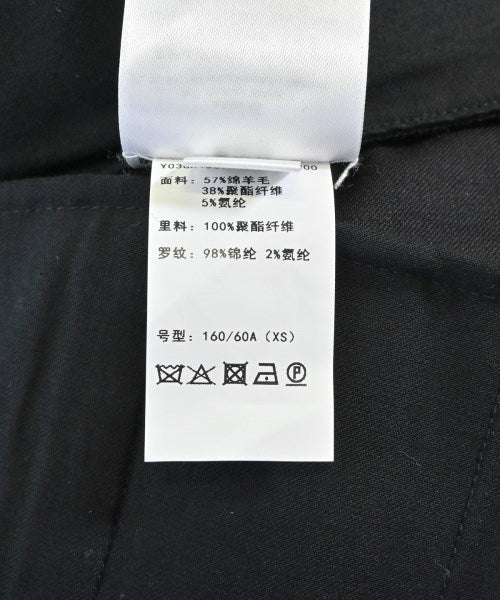 00
面料: 57%绵羊毛
38%聚酯纤维
5%氨纶
里料: 100%聚酯纤维
罗纹: 98%锦纶 2%氨纶
号型: 160/60A (XS)